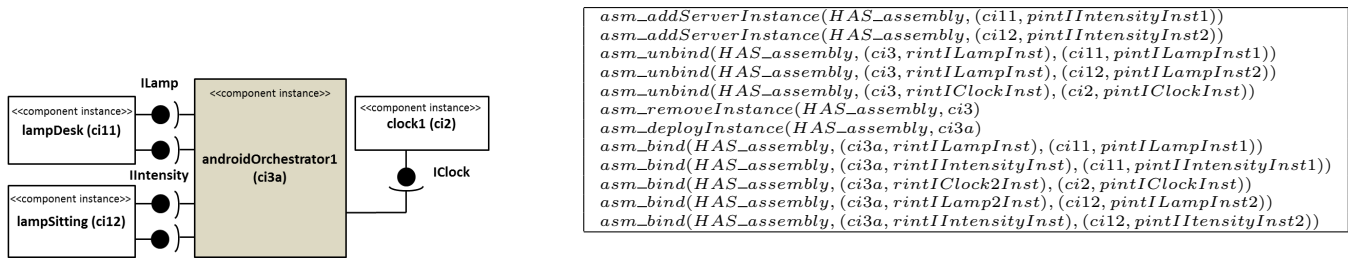 ILamp
<<component instance>>
lampDesk (ci11)
IIntensity
<<component instance>>
lampSitting (ci12)
<<component instance>>
androidOrchestrator1
(ci3a)
<<component instance>>
clock1 (ci2)
IClock
asm_addServerInstance(HAS_assembly, (ci11, pintIIntensityInst1))
asm_addServerInstance(HAS_assembly, (ci12, pintIIntensityInst2))
asm_unbind(HAS_assembly, (ci3, rintILampInst), (ci11, pintILampInst1))
asm_unbind(HAS_assembly, (ci3, rintILampInst), (ci12, pintILampInst2))
asm_unbind(HAS_assembly, (ci3, rintIClockInst), (ci2, pintIClockInst))
asm_removeInstance(HAS_assembly, ci3)
asm_deployInstance(HAS_assembly, ci3a)
asm_bind(HAS_assembly, (ci3a, rintILampInst), (ci11, pintILampInst1))
asm_bind(HAS_assembly, (ci3a, rintIIntensityInst), (ci11, pintIIntensityInst1))
asm_bind(HAS_assembly, (ci3a, rintIClock2Inst), (ci2, pintIClockInst))
asm_bind(HAS_assembly, (ci3a, rintILamp2Inst), (ci12, pintILampInst2))
asm_bind(HAS_assembly, (ci3a, rintIIntensityInst), (ci12, pintIItensityInst2))